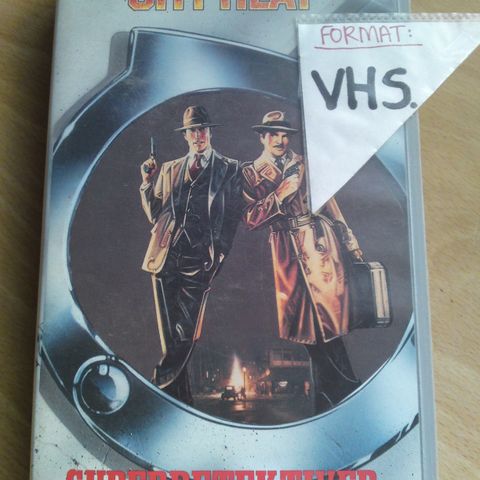 CITY HEAT
FORMAT:
VHS.
SUPERDETEKTIVER